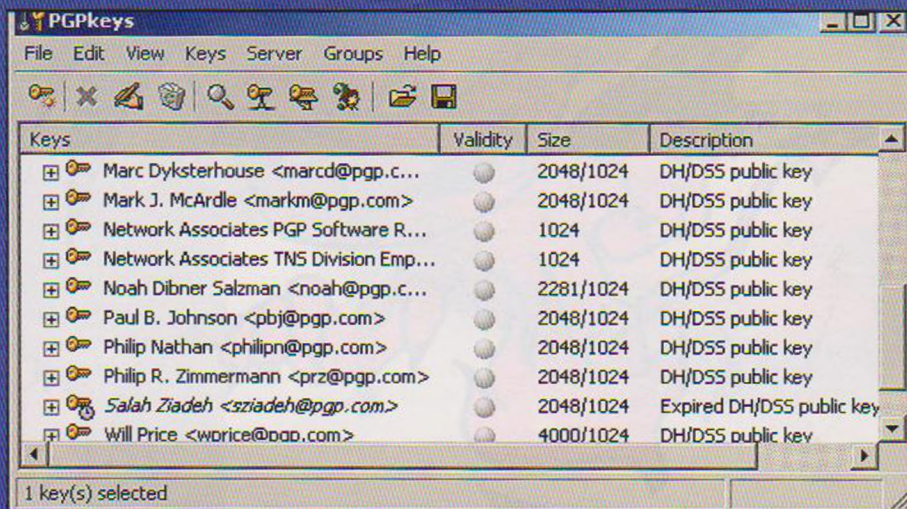 PGPkeys
File Edit View Keys Server Groups Help
Keys Validity Size Description
Marc Dyksterhouse <marcd@pgp.c... 2048/1024 DH/DSS public key
Mark J. McArdle <markm@pgp.com> 2048/1024 DH/DSS public key
Network Associates PGP Software R... 1024 DH/DSS public key
Network Associates TNS Division Emp... 1024 DH/DSS public key
Noah Dibner Salzman <noah@pgp.c... 2281/1024 DH/DSS public key
Paul B. Johnson <pbj@pgp.com> 2048/1024 DH/DSS public key
Philip Nathan <philipn@pgp.com> 2048/1024 DH/DSS public key
Philip R. Zimmermann <prz@pgp.com> 2048/1024 DH/DSS public key
Salah Ziadeh <sziadeh@pgp.com> 2048/1024 Expired DH/DSS public key
Will Price <wprice@pgp.com> 4000/1024 DH/DSS public key
1 key(s) selected